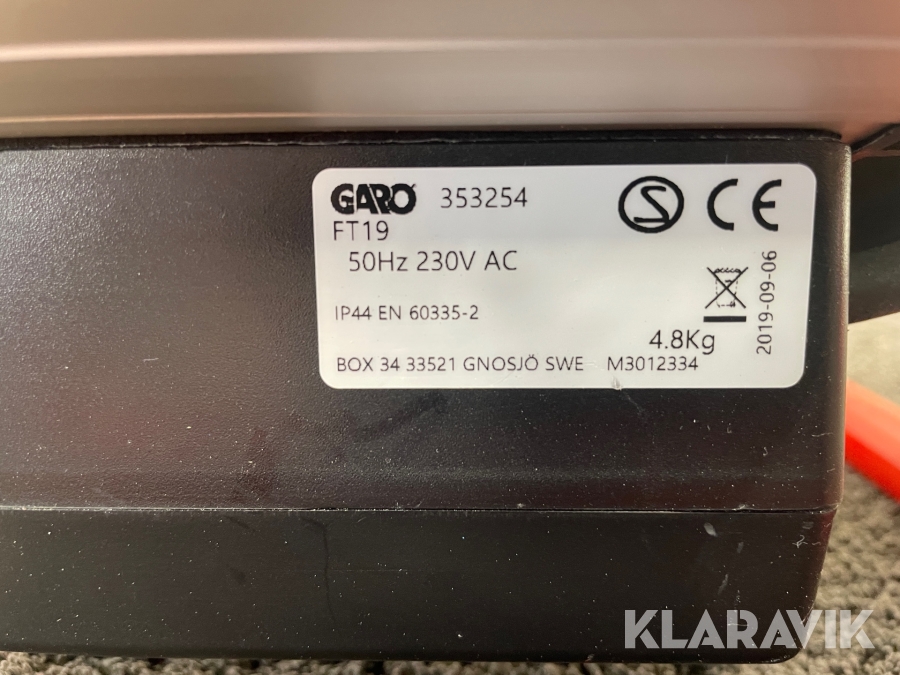 GARO 353254
FT19
50Hz 230V AC
IP44 EN 60335-2
4.8Kg
BOX 34 33521 GNOSJÖ SWE M3012334
S CE
2019-09-06
KLARAVIK